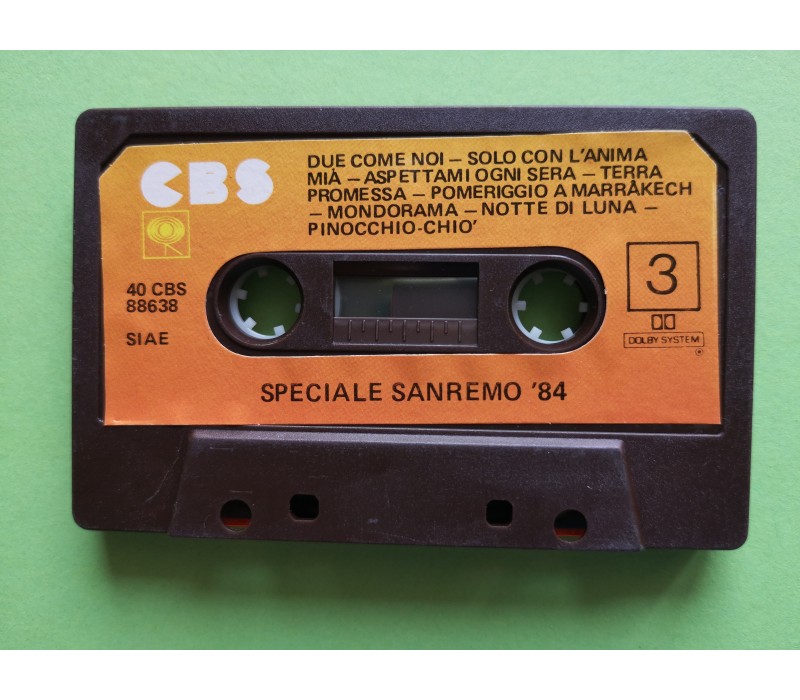 CBS
DUE COME NOI – SOLO CON L'ANIMA
MIÀ – ASPETTAMI OGNI SERA – TERRA
PROMESSA – POMERIGGIO A MARRÅKECH
– MONDORAMA – NOTTE DI LUNA –
PINOCCHIO-CHIO'
40 CBS
88638
SIAE
3
DOLBY SYSTEM
SPECIALE SANREMO '84